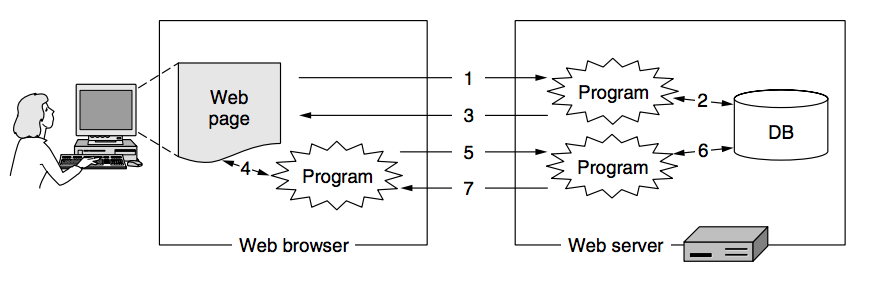 Web
page
1
Program
2
3
DB
4
Program
5
Program
6
7
Web browser
Web server